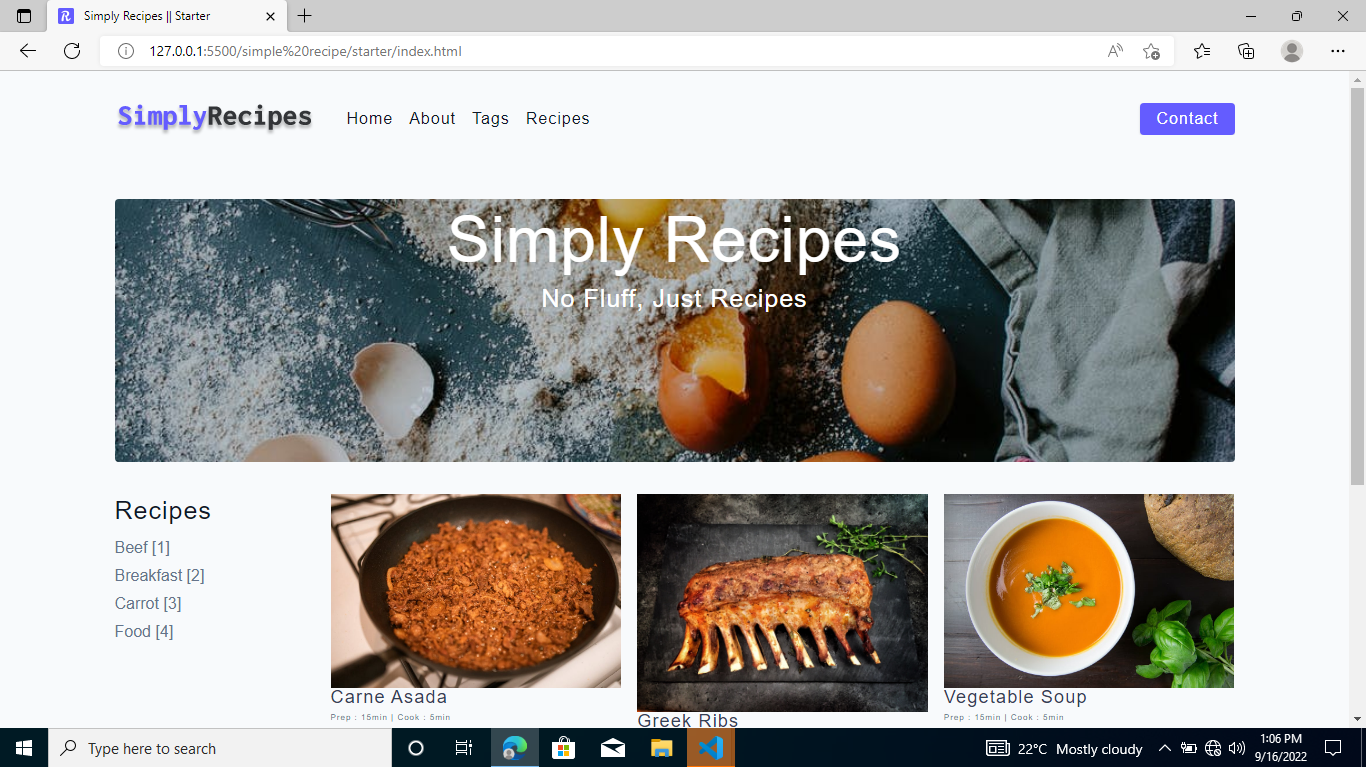 Simply Recipes || Starter
127.0.0.1:5500/simple%20recipe/starter/index.html
SimplyRecipes Home About Tags Recipes Contact
Simply Recipes
No Fluff, Just Recipes
Recipes
Beef [1]
Breakfast [2]
Carrot [3]
Food [4]
Carne Asada
Prep : 15min | Cook : 5min
Greek Ribs
Vegetable Soup
Prep : 15min | Cook : 5min
Type here to search
22°C Mostly cloudy
1:06 PM
9/16/2022